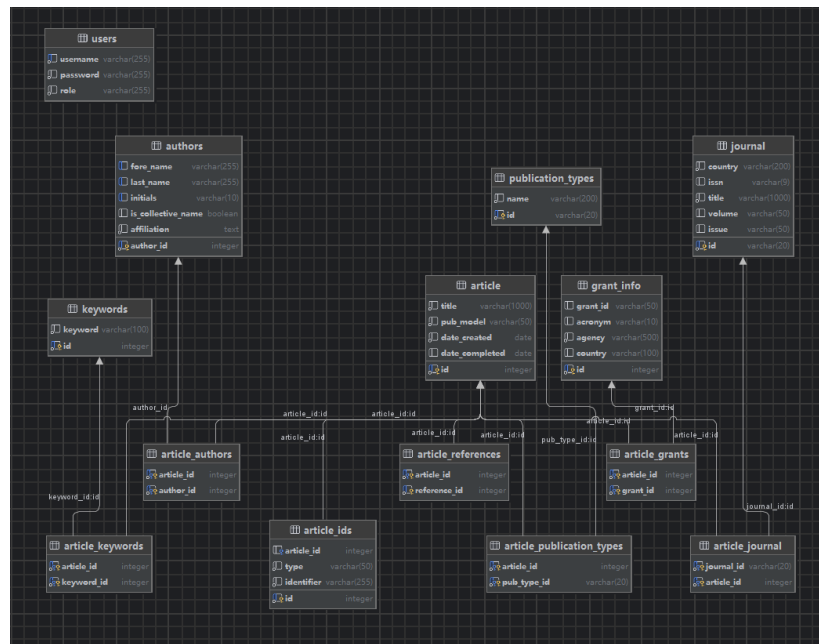 users
username varchar(255)
password varchar(255)
role varchar(255)
authors
fore_name varchar(255)
last_name varchar(255)
initials varchar(10)
is_collective_name boolean
affiliation text
author_id integer
publication_types
name varchar(200)
id varchar(20)
journal
country varchar(200)
issn varchar(9)
title varchar(1000)
volume varchar(50)
issue varchar(50)
id varchar(20)
keywords
keyword varchar(100)
id integer
article
title varchar(1000)
pub_model varchar(50)
date_created date
date_completed date
id integer
grant_info
grant_id varchar(50)
acronym varchar(10)
agency varchar(500)
country varchar(100)
id integer
author_id
article_id:id
article_id:id
article_id:id
article_id:id
article_id:id
pub_type_id:id
grant_id:id
article_id:id
article_id:id
keyword_id:id
journal_id:id
article_authors
article_id integer
author_id integer
article_references
article_id integer
reference_id integer
article_grants
article_id integer
grant_id integer
article_keywords
article_id integer
keyword_id integer
article_ids
article_id integer
type varchar(50)
identifier varchar(255)
id integer
article_publication_types
article_id integer
pub_type_id varchar(20)
article_journal
journal_id varchar(20)
article_id integer